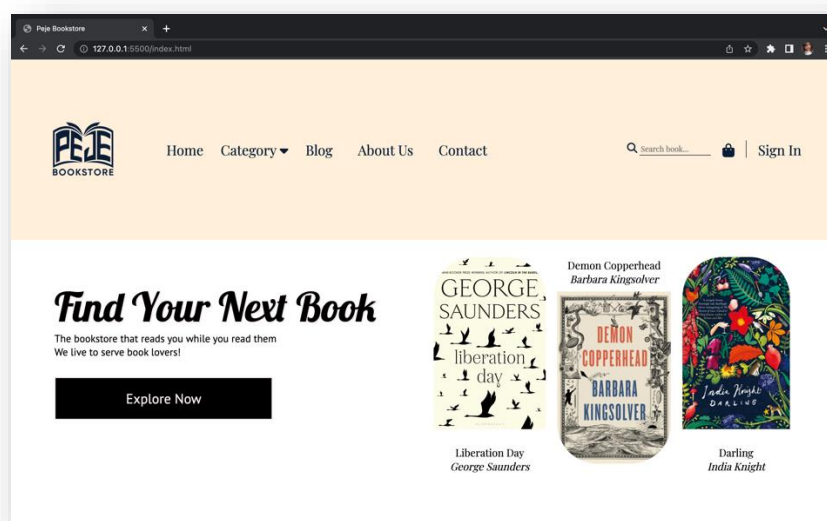 Peje Bookstore
127.0.0.1:5500/index.html
PEJE
BOOKSTORE
Home Category Blog About Us Contact
Search book...
Sign In
Find Your Next Book
The bookstore that reads you while you read them
We live to serve book lovers!
Explore Now
GEORGE
SAUNDERS
liberation
day
Liberation Day
George Saunders
Demon Copperhead
Barbara Kingsolver
DEMON
COPPERHEAD
BARBARA
KINGSOLVER
India Knight
DARLING
Darling
India Knight